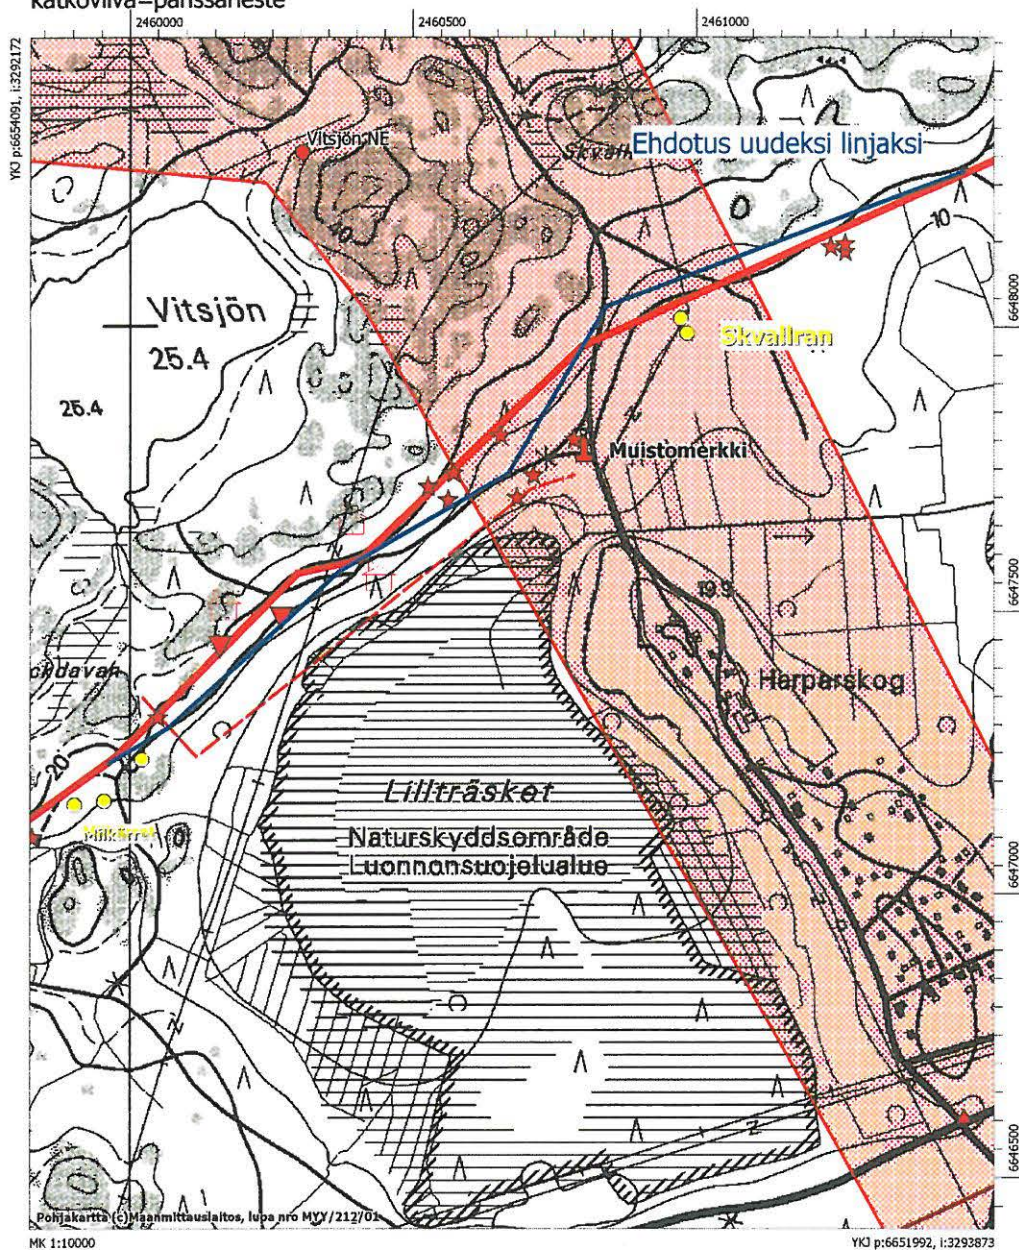 katkoviiva=panssarieste
2460000
2460500
2461000
YKJ p:6654091, i:3292172
Vitsjön NE
Ehdotus uudeksi linjaksi
40
10
Vitsjön
25.4
25.4
6648000
Skvallran
Muistomerkki
19.9
6647500
Harparskog
20
Lillträsket
Naturskyddsområde
Luonnonsuojelualue
6647000
6646500
Pohjakartta (c)Maanmittauslaitos, lupa nro MYY/212/01
MK 1:10000
YKJ p:6651992, i:3293873